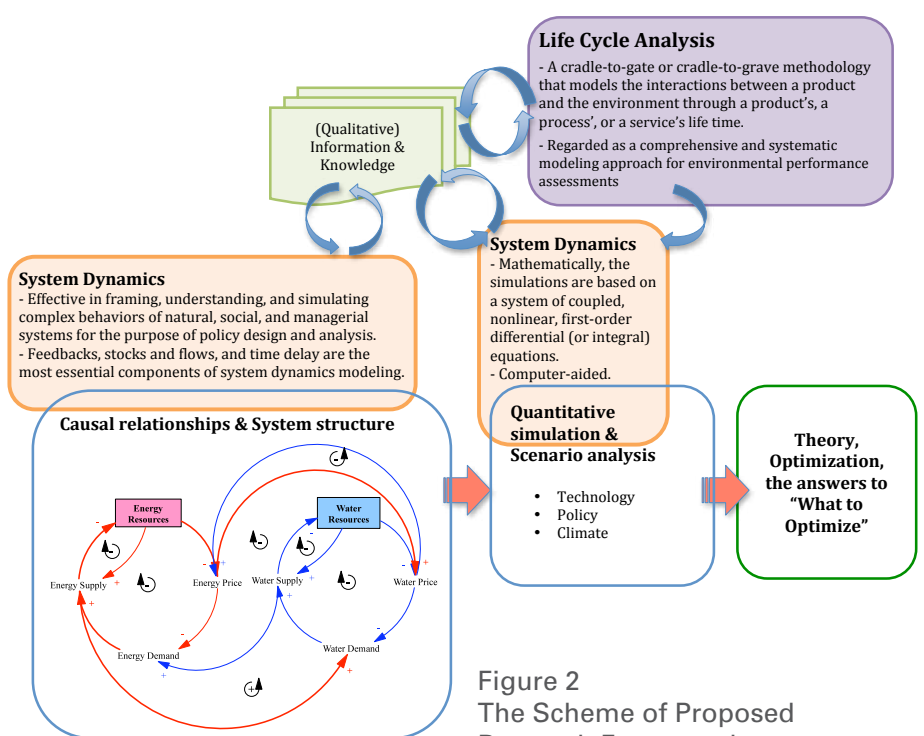 Life Cycle Analysis
- A cradle-to-gate or cradle-to-grave methodology
that models the interactions between a product
and the environment through a product's, a
process', or a service's life time.
- Regarded as a comprehensive and systematic
modeling approach for environmental performance
assessments
(Qualitative)
Information &
Knowledge
System Dynamics
- Effective in framing, understanding, and simulating
complex behaviors of natural, social, and managerial
systems for the purpose of policy design and analysis.
- Feedbacks, stocks and flows, and time delay are the
most essential components of system dynamics modeling.
System Dynamics
- Mathematically, the
simulations are based on
a system of coupled,
nonlinear, first-order
differential (or integral)
equations.
- Computer-aided.
Causal relationships & System structure
Energy
Resources
Water
Resources
Energy Supply
Energy Price
Water Supply
Water Price
Energy Demand
Water Demand
Quantitative
simulation &
Scenario analysis
• Technology
• Policy
• Climate
Theory,
Optimization,
the answers to
“What to
Optimize”
Figure 2
The Scheme of Proposed